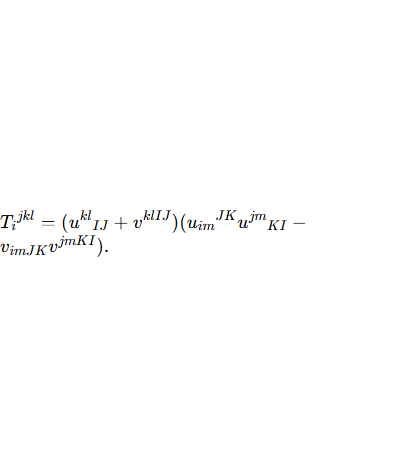 $T_i{}^{jkl} = (u^{kl}{}_{IJ} + v^{klIJ})(u_{im}{}^{JK} u^{jm}{}_{KI} -$
$v_{imJK} v^{jmKI}).$